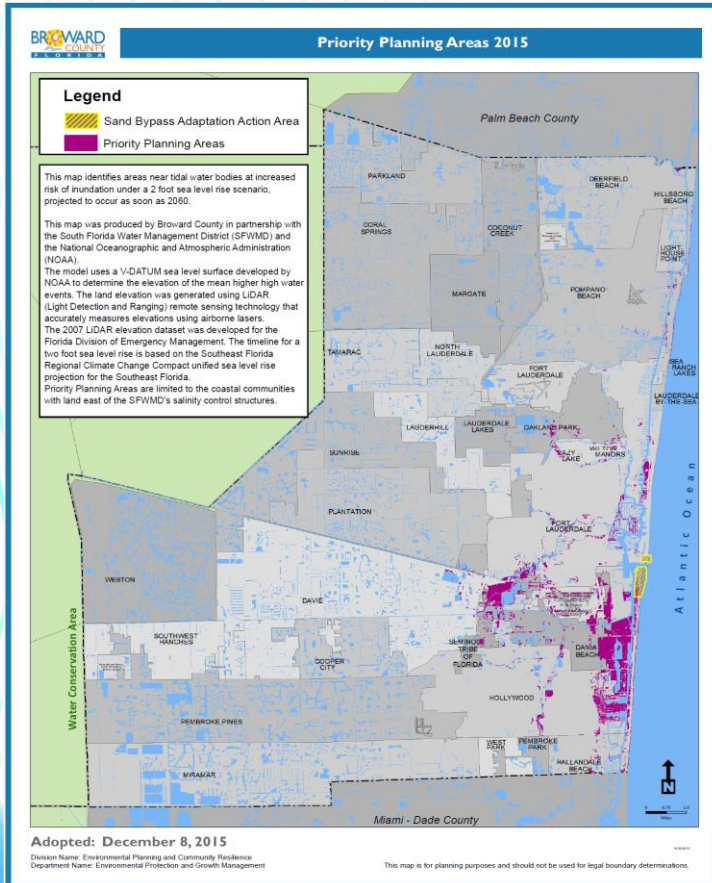 BROWARD
COUNTY
FLORIDA
Priority Planning Areas 2015
Legend
Sand Bypass Adaptation Action Area
Priority Planning Areas
This map identifies areas near tidal water bodies at increased
risk of inundation under a 2 foot sea level rise scenario,
projected to occur as soon as 2060.
This map was produced by Broward County in partnership with
the South Florida Water Management District (SFWMD) and
the National Oceanographic and Atmospheric Administration
(NOAA).
The model uses a V-DATUM sea level surface developed by
NOAA to determine the elevation of the mean higher high water
events. The land elevation was generated using LiDAR
(Light Detection and Ranging) remote sensing technology that
accurately measures elevations using airborne lasers.
The 2007 LiDAR elevation dataset was developed for the
Florida Division of Emergency Management. The timeline for a
two foot sea level rise is based on the Southeast Florida
Regional Climate Change Compact unified sea level rise
projection for the Southeast Florida.
Priority Planning Areas are limited to the coastal communities
with land east of the SFWMD's salinity control structures.
Palm Beach County
PARKLAND
DEERFIELD
BEACH
HILLSBORO
BEACH
CORAL
SPRINGS
COCONUT
CREEK
LIGHT
HOUSE
POINT
MARGATE
POMPANO
BEACH
TAMARAC
NORTH
LAUDERDALE
FORT
LAUDERDALE
SEA
RANCH
LAKES
LAUDERDALE
BY-THE-SEA
LAUDERHILL
LAUDERDALE
LAKES
OAKLAND PARK
SUNRISE
LAZY
LAKE
WILTON
MANORS
PLANTATION
FORT
LAUDERDALE
Atlantic Ocean
WESTON
DAVIE
Water Conservation Area
SOUTHWEST
RANCHES
COOPER
CITY
SEMINOLE
TRIBE
OF
FLORIDA
DANIA
BEACH
HOLLYWOOD
PEMBROKE PINES
WEST
PARK
PEMBROKE
PARK
HALLANDALE
BEACH
MIRAMAR
N
Miles
Miami - Dade County
Adopted: December 8, 2015
Division Name: Environmental Planning and Community Resilience
Department Name: Environmental Protection and Growth Management
This map is for planning purposes and should not be used for legal boundary determinations.